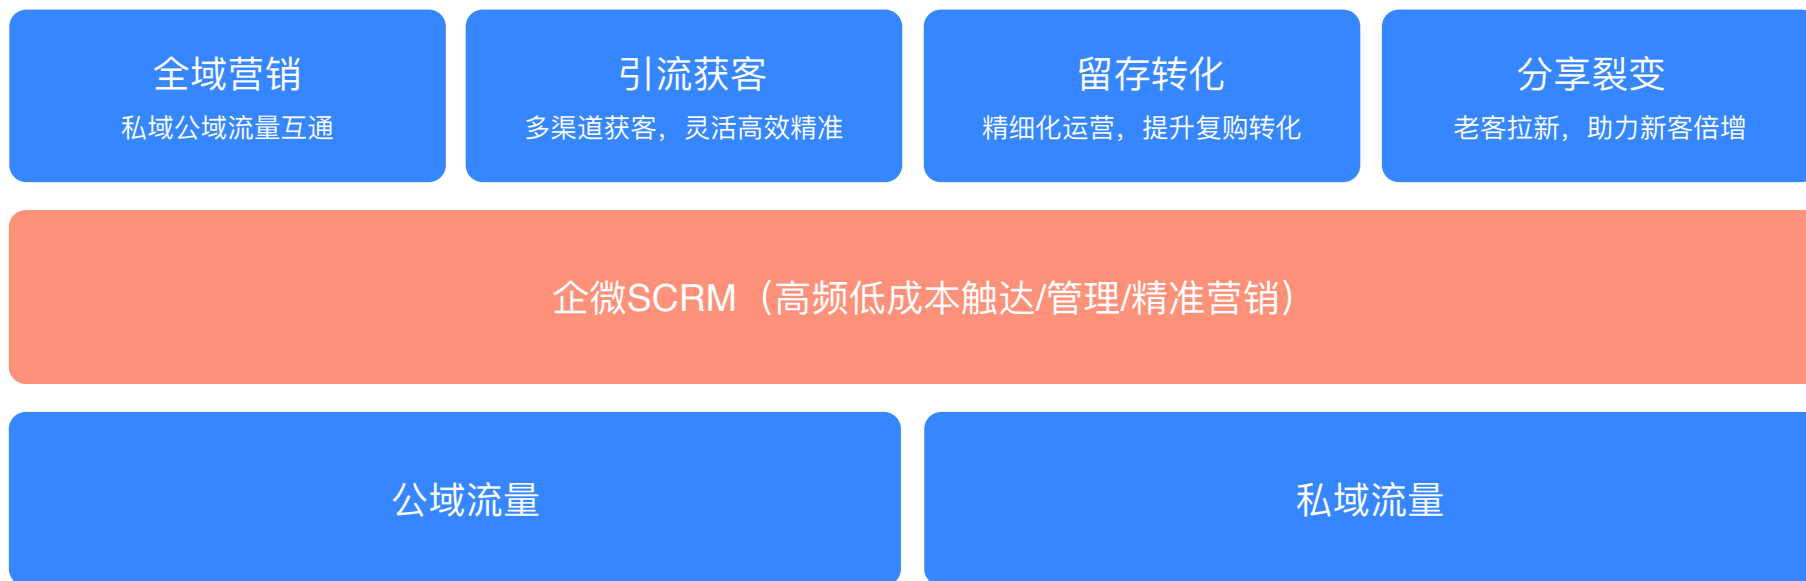 全域营销
私域公域流量互通
引流获客
多渠道获客，灵活高效精准
留存转化
精细化运营，提升复购转化
分享裂变
老客拉新，助力新客倍增
企微SCRM（高频低成本触达/管理/精准营销）
公域流量
私域流量